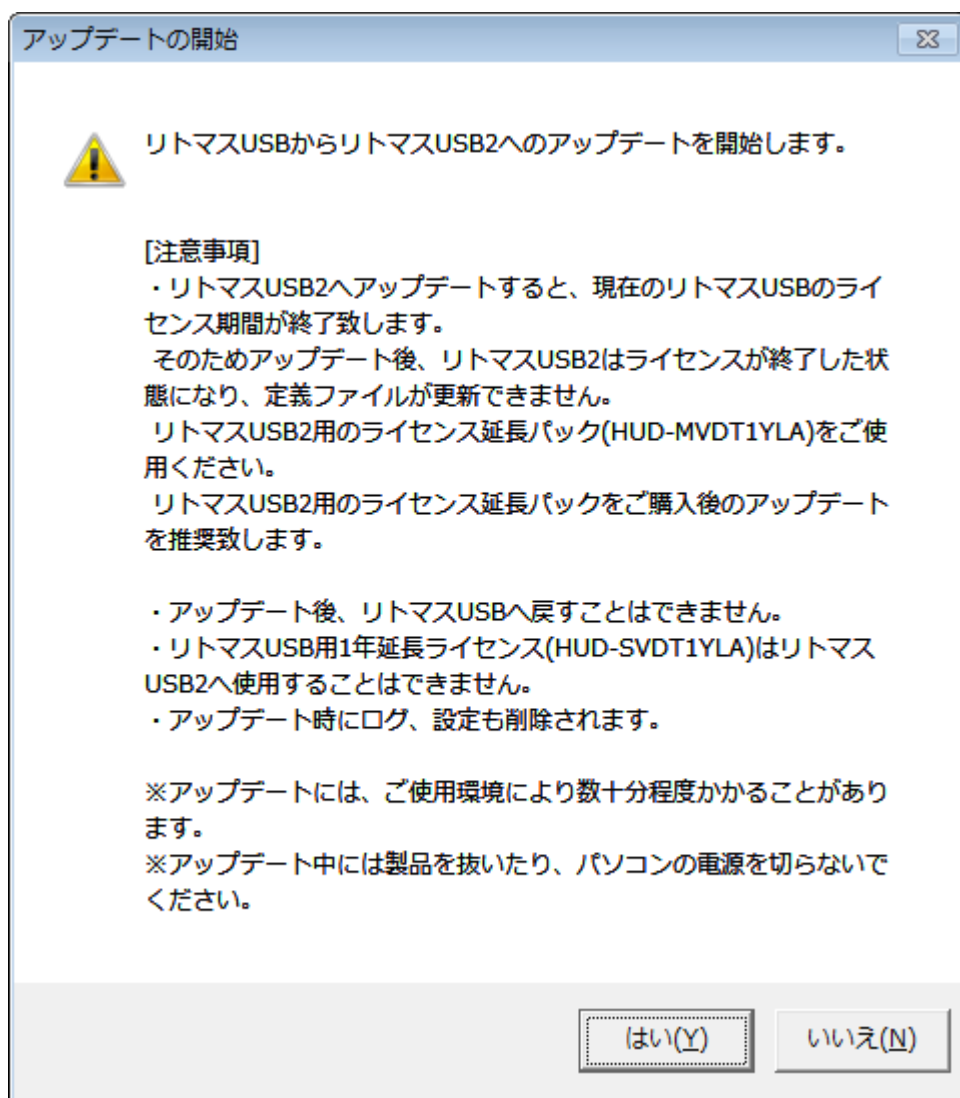 アップデートの開始
リトマスUSBからリトマスUSB2へのアップデートを開始します。
[注意事項]
・リトマスUSB2へアップデートすると、現在のリトマスUSBのライ
センス期間が終了致します。
そのためアップデート後、リトマスUSB2はライセンスが終了した状
態になり、定義ファイルが更新できません。
リトマスUSB2用のライセンス延長パック(HUD-MVDT1YLA)をご使
用ください。
リトマスUSB2用のライセンス延長パックをご購入後のアップデート
を推奨致します。
・アップデート後、リトマスUSBへ戻すことはできません。
・リトマスUSB用1年延長ライセンス(HUD-SVDT1YLA)はリトマス
USB2へ使用することはできません。
・アップデート時にログ、設定も削除されます。
※アップデートには、ご使用環境により数十分程度かかることがあり
ます。
※アップデート中には製品を抜いたり、パソコンの電源を切らないで
ください。
はい(Y) いいえ(N)